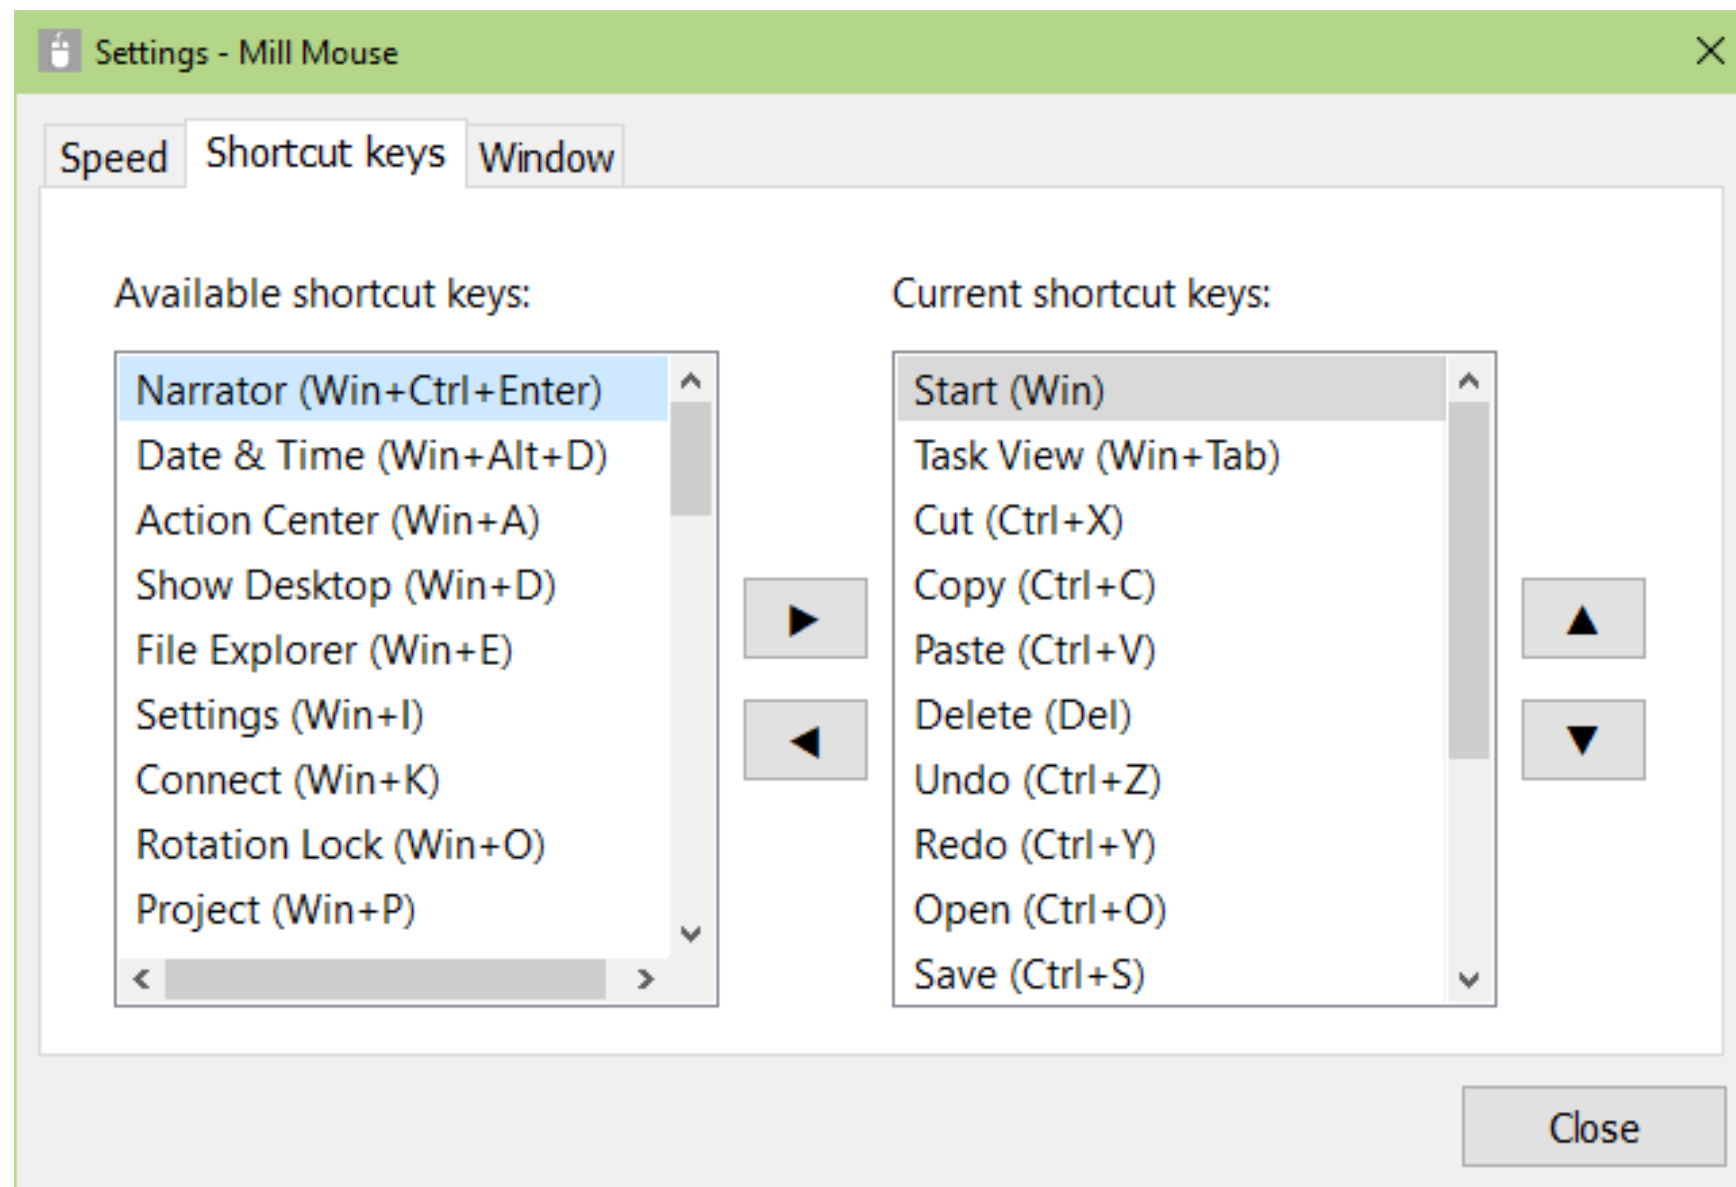 Settings - Mill Mouse
Speed Shortcut keys Window
Available shortcut keys:
Narrator (Win+Ctrl+Enter)
Date & Time (Win+Alt+D)
Action Center (Win+A)
Show Desktop (Win+D)
File Explorer (Win+E)
Settings (Win+I)
Connect (Win+K)
Rotation Lock (Win+O)
Project (Win+P)
Current shortcut keys:
Start (Win)
Task View (Win+Tab)
Cut (Ctrl+X)
Copy (Ctrl+C)
Paste (Ctrl+V)
Delete (Del)
Undo (Ctrl+Z)
Redo (Ctrl+Y)
Open (Ctrl+O)
Save (Ctrl+S)
Close